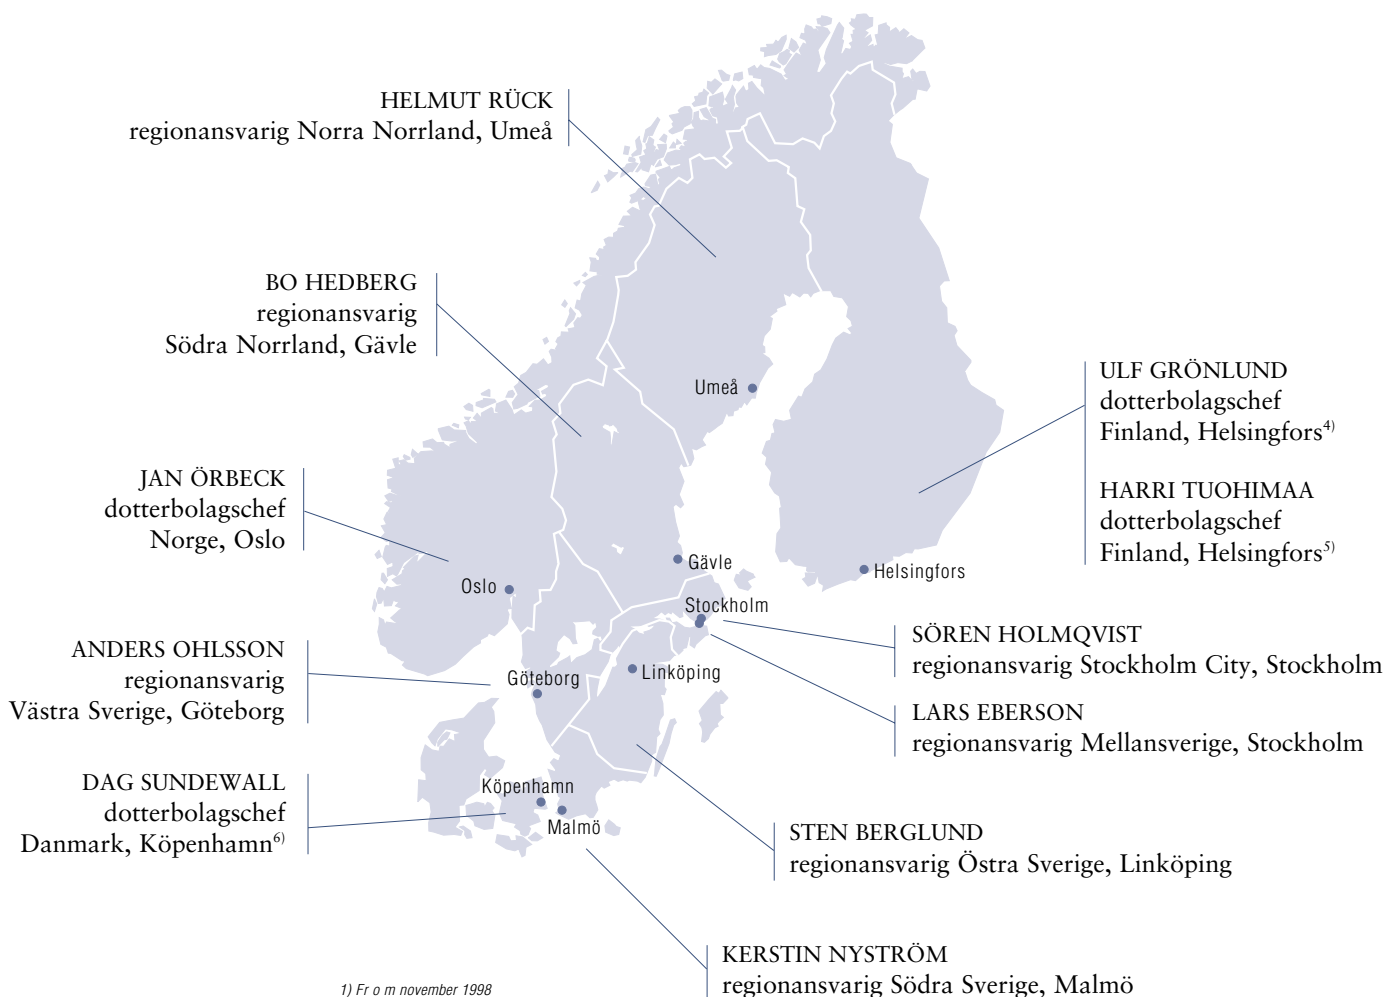 HELMUT RÜCK
regionansvarig Norra Norrland, Umeå
BO HEDBERG
regionansvarig
Södra Norrland, Gävle
Umeå
ULF GRÖNLUND
dotterbolagschef
Finland, Helsingfors4)
HARRI TUOHIMAA
dotterbolagschef
Finland, Helsingfors5)
JAN ÖRBECK
dotterbolagschef
Norge, Oslo
Gävle
Helsingfors
Oslo
Stockholm
SÖREN HOLMQVIST
regionansvarig Stockholm City, Stockholm
ANDERS OHLSSON
regionansvarig
Västra Sverige, Göteborg
Göteborg
Linköping
LARS EBERSON
regionansvarig Mellansverige, Stockholm
DAG SUNDEWALL
dotterbolagschef
Danmark, Köpenhamn6)
Köpenhamn
Malmö
STEN BERGLUND
regionansvarig Östra Sverige, Linköping
KERSTIN NYSTRÖM
regionansvarig Södra Sverige, Malmö
1) Fr o m november 1998